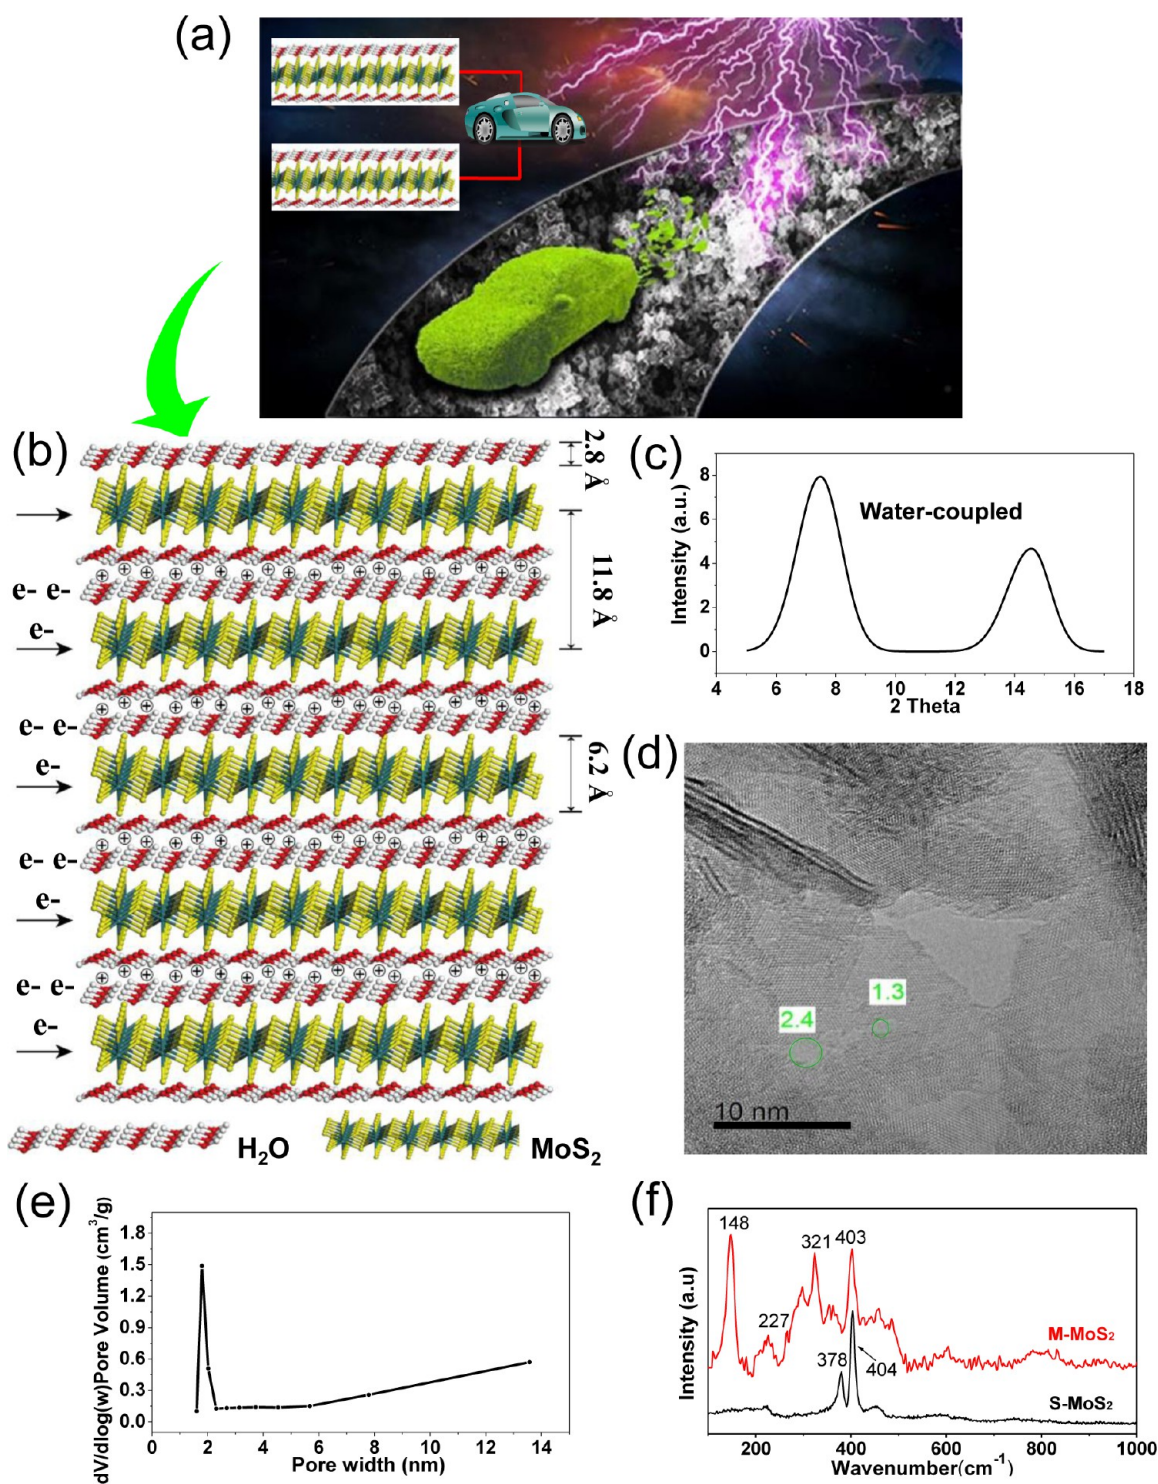 (a)
(b)
2.8 Å
11.8 Å
6.2 Å
e- e-
e-
e- e-
e-
e- e-
e-
e- e-
e-
H₂O
MoS₂
(c)
Intensity (a.u.)
8
6
4
2
0
Water-coupled
4 6 8 10 12 14 16 18
2 Theta
(d)
1.3
2.4
10 nm
(e)
dV/dlog(w)Pore Volume (cm³/g)
1.8
1.5
1.2
0.9
0.6
0.3
0.0
0 2 4 6 8 10 12 14
Pore width (nm)
(f)
Intensity (a.u)
148
227
321
403
M-MoS₂
378
404
S-MoS₂
200 400 600 800 1000
Wavenumber(cm⁻¹)